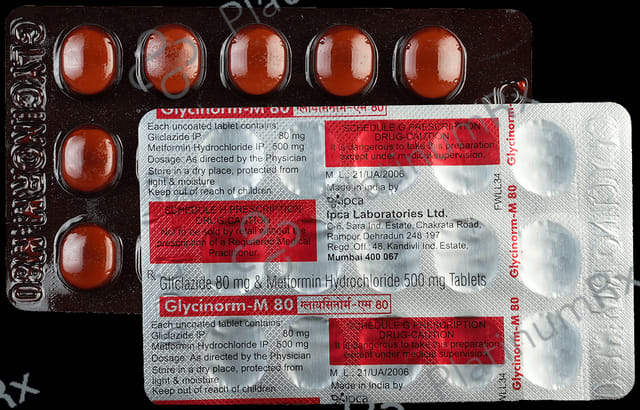 GLYCINORM-M 80
Glycinorm-M 80 ग्लायसिनॉर्म-एम 80
Each uncoated tablet contains:
Gliclazide IP 80 mg
Metformin Hydrochloride IP 500 mg
Dosage: As directed by the Physician
Store in a dry place, protected from
light & moisture
Keep out of reach of children.
SCHEDULE G PRESCRIPTION
DRUG-CAUTION
It is dangerous to take this preparation
except under medical supervision.
M. L.: 21/UA/2006
Made in India by
ipca
Ipca Laboratories Ltd.
C-6, Sara Ind. Estate, Chakrata Road,
Rampur, Dehradun 248 197
Regd. Off.: 48, Kandivli Ind. Estate,
Mumbai 400 067
SCHEDULE H PRESCRIPTION
DRUG-CAUTION
Not to be sold by retail without the
prescription of a Registered Medical
Practitioner.
Rx
Gliclazide 80 mg & Metformin Hydrochloride 500 mg Tablets
Glycinorm-M 80 ग्लायसिनॉर्म-एम 80
Each uncoated tablet contains:
Gliclazide IP 80 mg
Metformin Hydrochloride IP 500 mg
Dosage: As directed by the Physician
Store in a dry place, protected from
light & moisture
Keep out of reach of children.
SCHEDULE G PRESCRIPTION
DRUG-CAUTION
It is dangerous to take this preparation
except under medical supervision.
M. L.: 21/UA/2006
Made in India by
ipca
Glycinorm-M 80
PWLL34
Glycinorm-M 80
PWLL34
Glycinorm-M 80
PlatinumRx